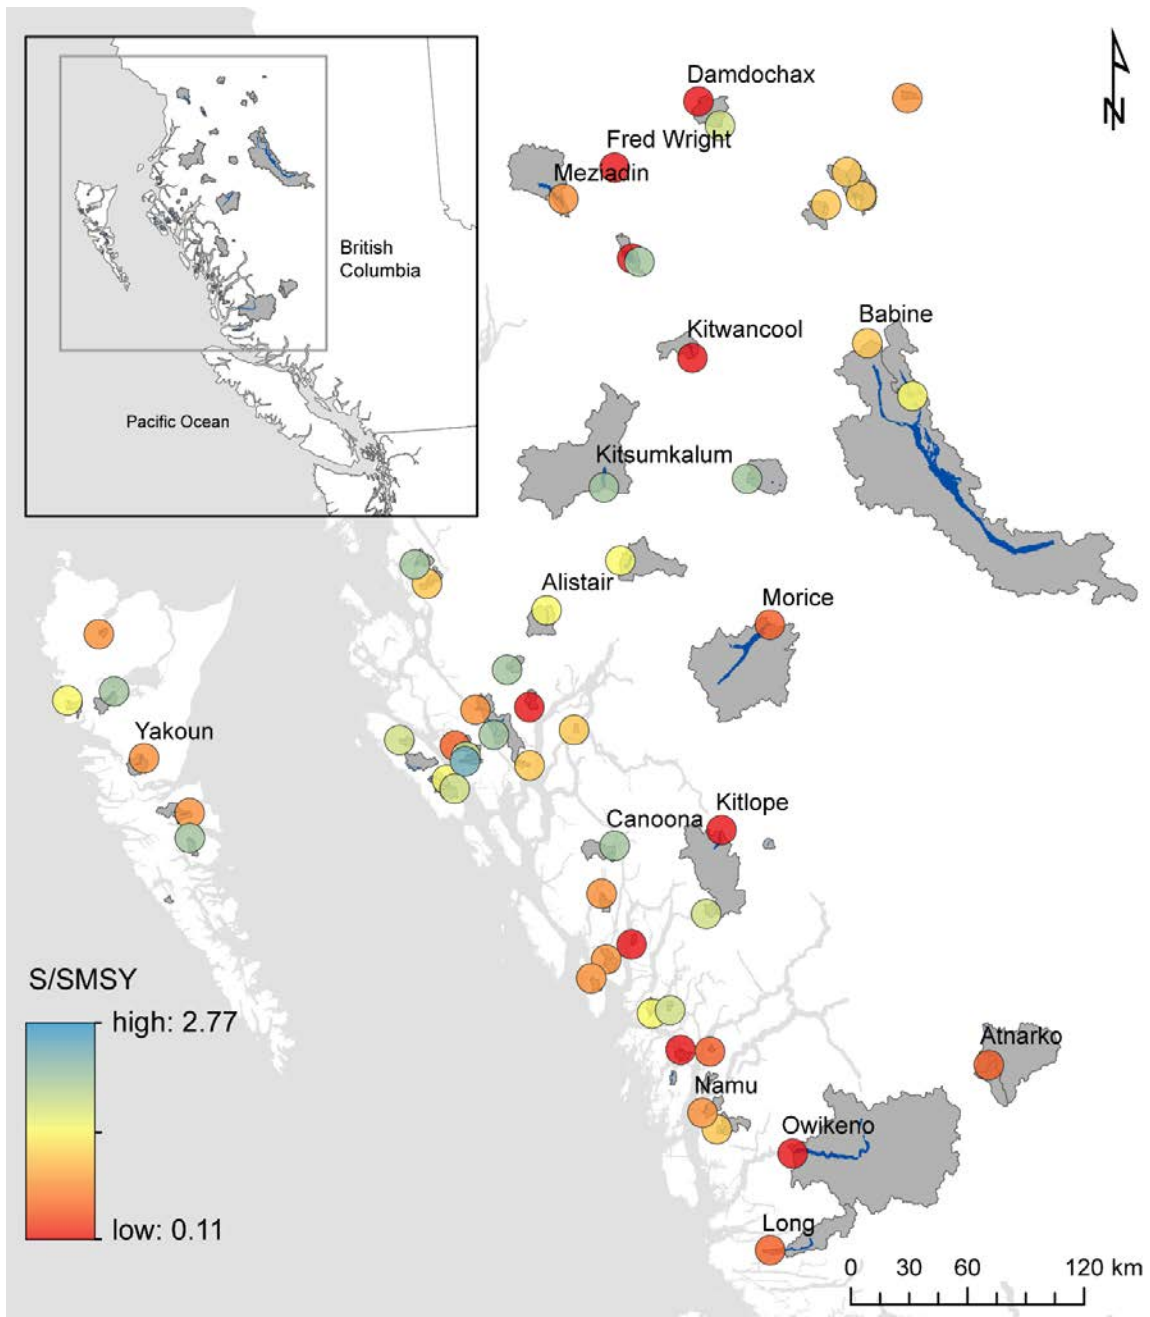 Damdochax
N
Fred Wright
Meziadin
British
Columbia
Pacific Ocean
Babine
Kitwancool
Kitsumkalum
Alistair
Morice
Yakoun
Canoona
Kitlope
S/SMSY
high: 2.77
low: 0.11
Atnarko
Namu
Owikeno
Long
0 30 60 120 km